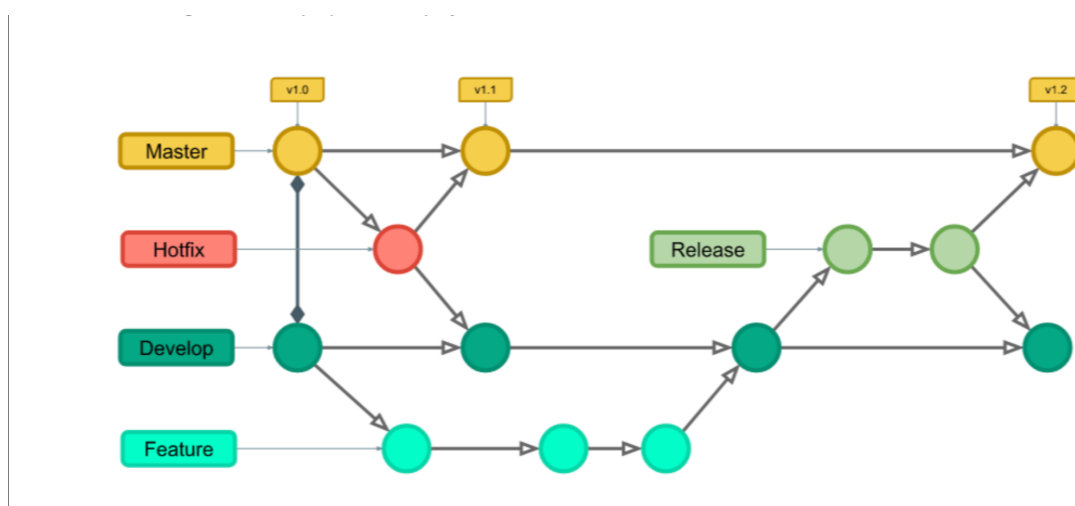 v1.0
v1.1
v1.2
Master
Hotfix
Release
Develop
Feature